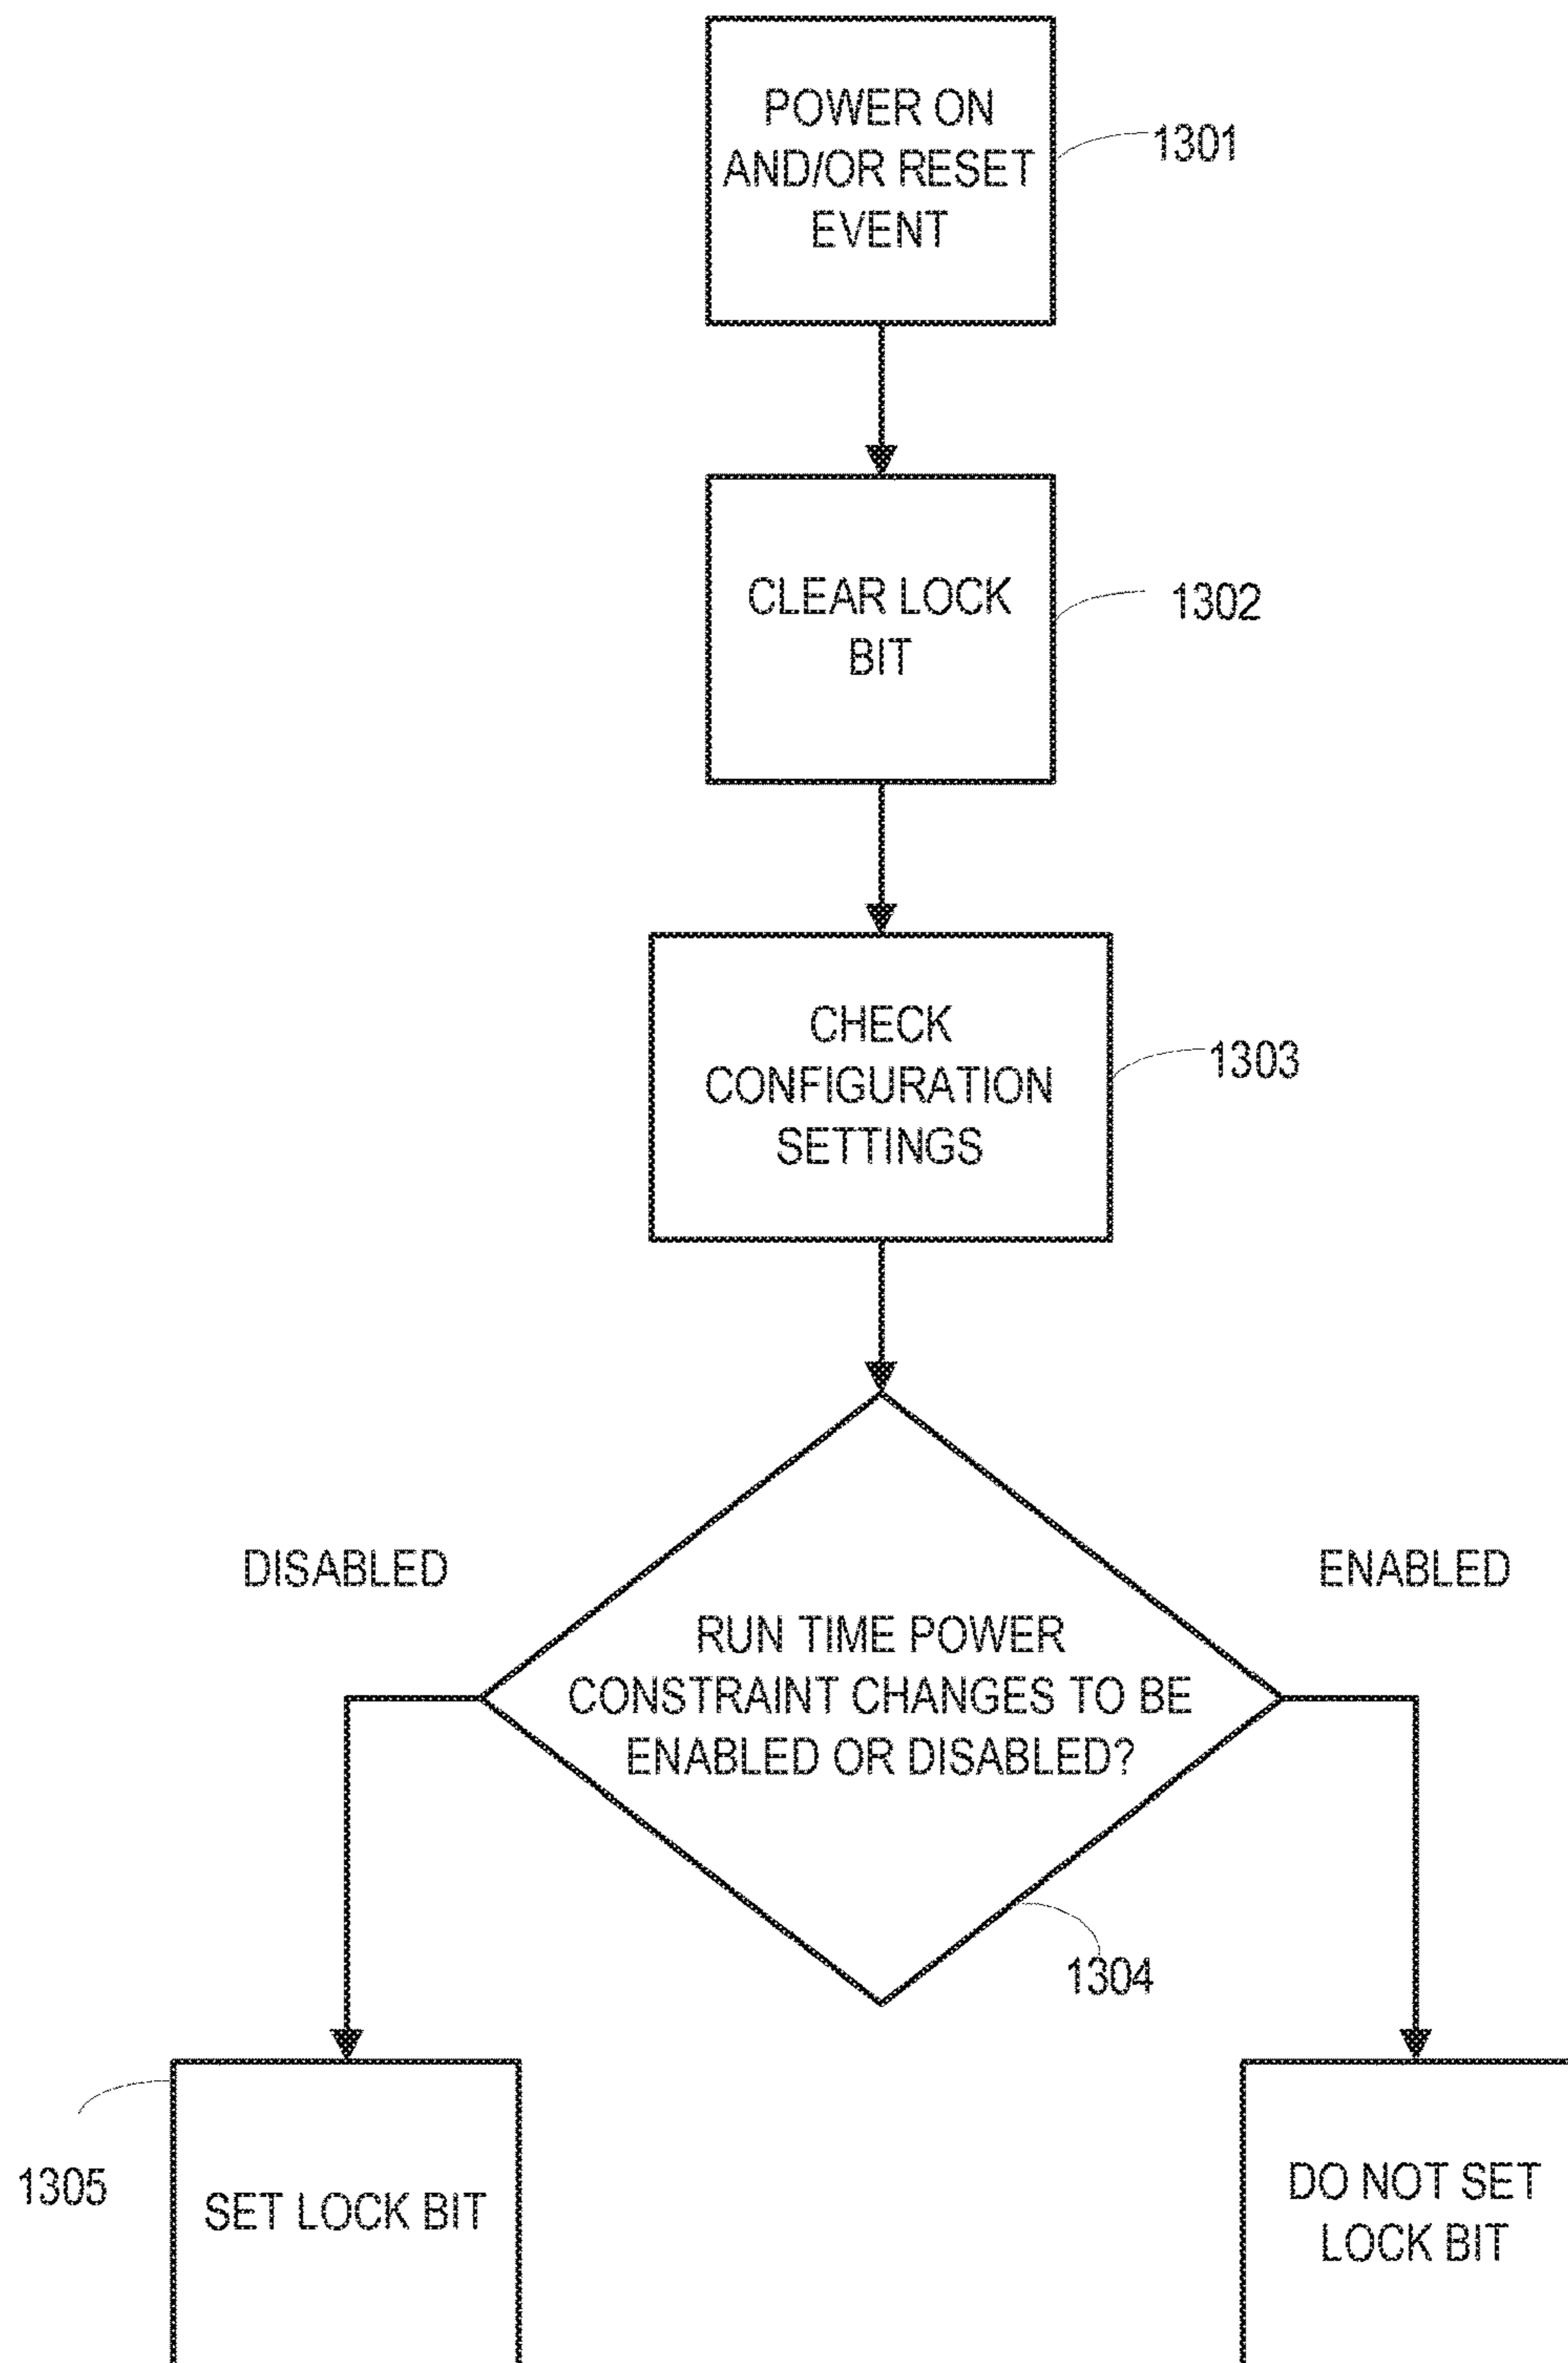 POWER ON
AND/OR RESET
EVENT
1301
CLEAR LOCK
BIT
1302
CHECK
CONFIGURATION
SETTINGS
1303
DISABLED
ENABLED
RUN TIME POWER
CONSTRAINT CHANGES TO BE
ENABLED OR DISABLED?
1304
1305
SET LOCK BIT
DO NOT SET
LOCK BIT